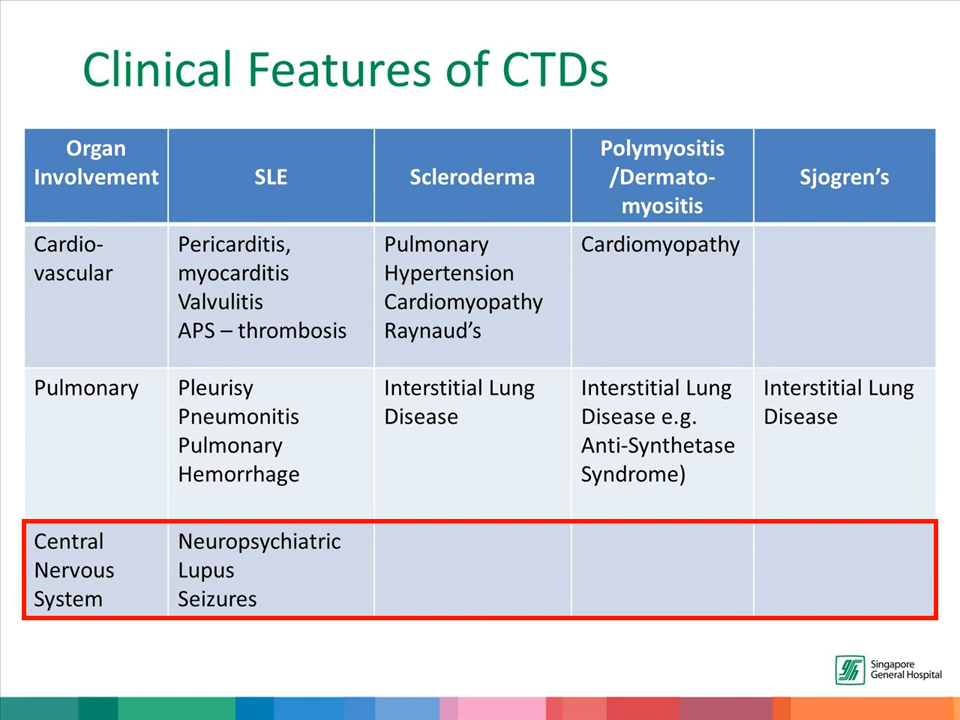 Clinical Features of CTDs
Organ
Involvement
SLE
Scleroderma
Polymyositis
/Dermato-
myositis
Sjogren's
Cardio-
vascular
Pericarditis,
myocarditis
Valvulitis
APS – thrombosis
Pulmonary
Hypertension
Cardiomyopathy
Raynaud's
Cardiomyopathy
Pulmonary
Pleurisy
Pneumonitis
Pulmonary
Hemorrhage
Interstitial Lung
Disease
Interstitial Lung
Disease e.g.
Anti-Synthetase
Syndrome)
Interstitial Lung
Disease
Central
Nervous
System
Neuropsychiatric
Lupus
Seizures
Singapore
General Hospital